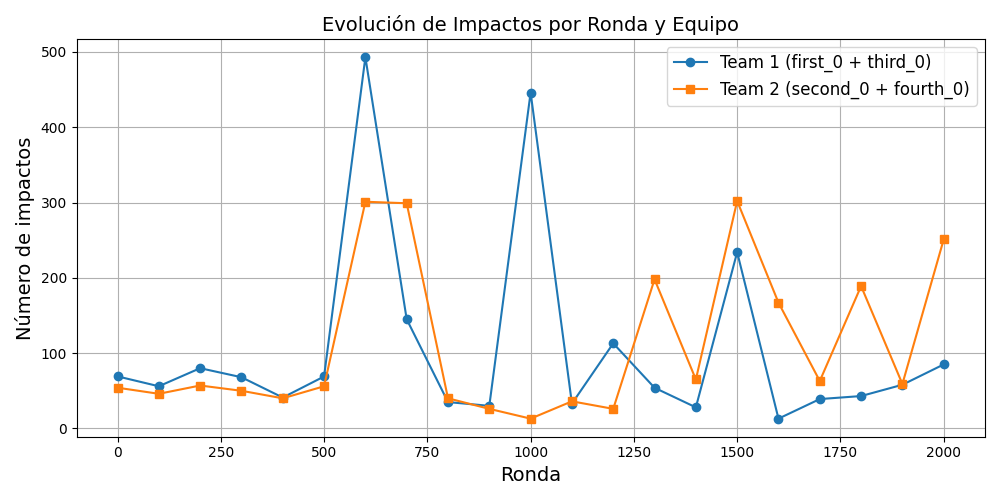 Evolución de Impactos por Ronda y Equipo
Team 1 (first_0 + third_0)
Team 2 (second_0 + fourth_0)
Número de impactos
500
400
300
200
100
0
0 250 500 750 1000 1250 1500 1750 2000
Ronda